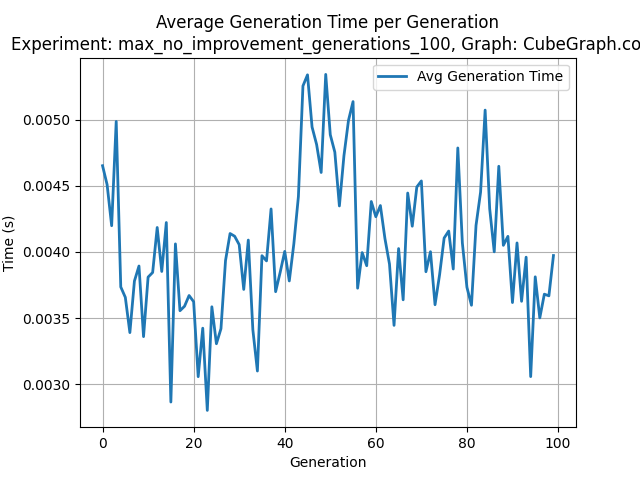 Average Generation Time per Generation
Experiment: max_no_improvement_generations_100, Graph: CubeGraph.co
Avg Generation Time
Time (s)
0.0050
0.0045
0.0040
0.0035
0.0030
0 20 40 60 80 100
Generation